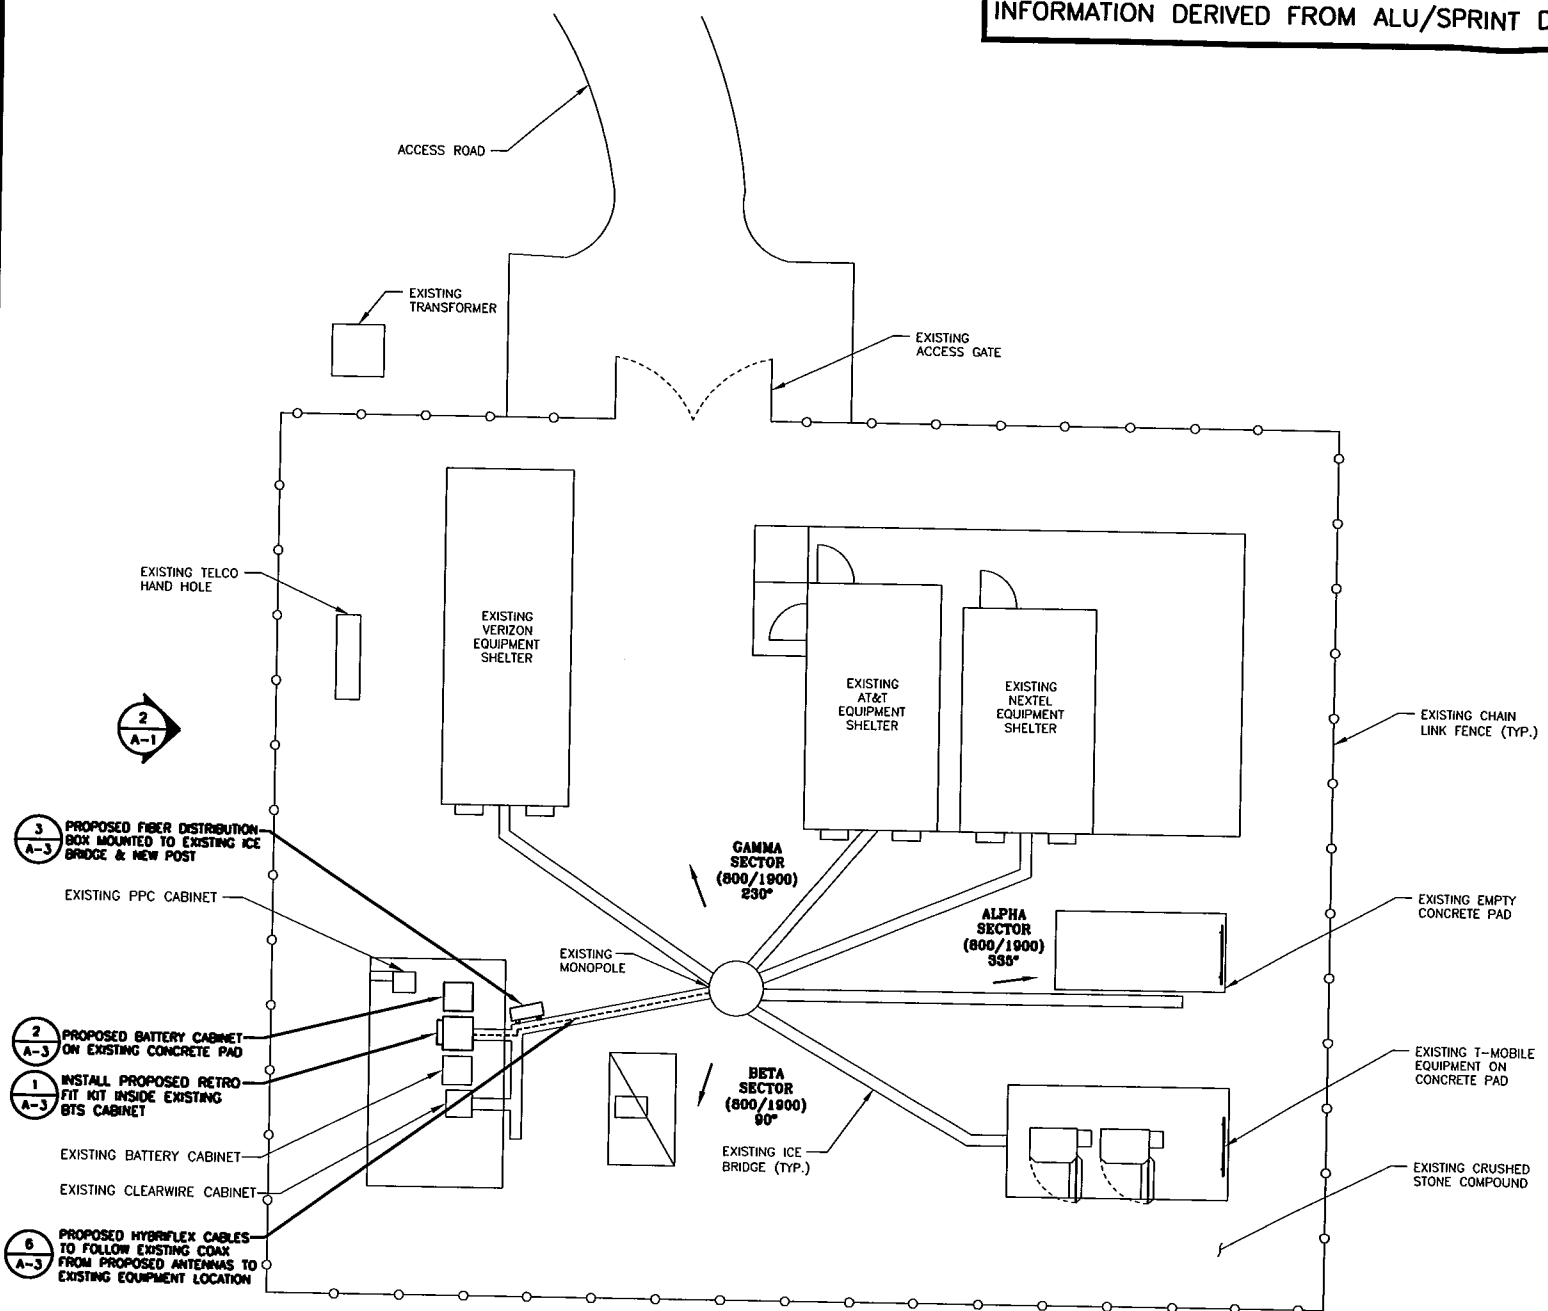 INFORMATION DERIVED FROM ALU/SPRINT D
ACCESS ROAD
EXISTING
TRANSFORMER
EXISTING
ACCESS GATE
EXISTING TELCO
HAND HOLE
EXISTING
VERIZON
EQUIPMENT
SHELTER
EXISTING
AT&T
EQUIPMENT
SHELTER
EXISTING
NEXTEL
EQUIPMENT
SHELTER
EXISTING CHAIN
LINK FENCE (TYP.)
2
A-1
3
A-3
PROPOSED FIBER DISTRIBUTION
BOX MOUNTED TO EXISTING ICE
BRIDGE & NEW POST
GAMMA
SECTOR
(800/1900)
230°
EXISTING PPC CABINET
ALPHA
SECTOR
(800/1900)
335°
EXISTING EMPTY
CONCRETE PAD
EXISTING
MONOPOLE
2
A-3
PROPOSED BATTERY CABINET
ON EXISTING CONCRETE PAD
1
A-3
INSTALL PROPOSED RETRO
FIT KIT INSIDE EXISTING
BTS CABINET
BETA
SECTOR
(800/1900)
90°
EXISTING T-MOBILE
EQUIPMENT ON
CONCRETE PAD
EXISTING BATTERY CABINET
EXISTING ICE
BRIDGE (TYP.)
EXISTING CLEARWIRE CABINET
EXISTING CRUSHED
STONE COMPOUND
6
A-3
PROPOSED HYBRIFLEX CABLES
TO FOLLOW EXISTING COAX
FROM PROPOSED ANTENNAS TO
EXISTING EQUIPMENT LOCATION